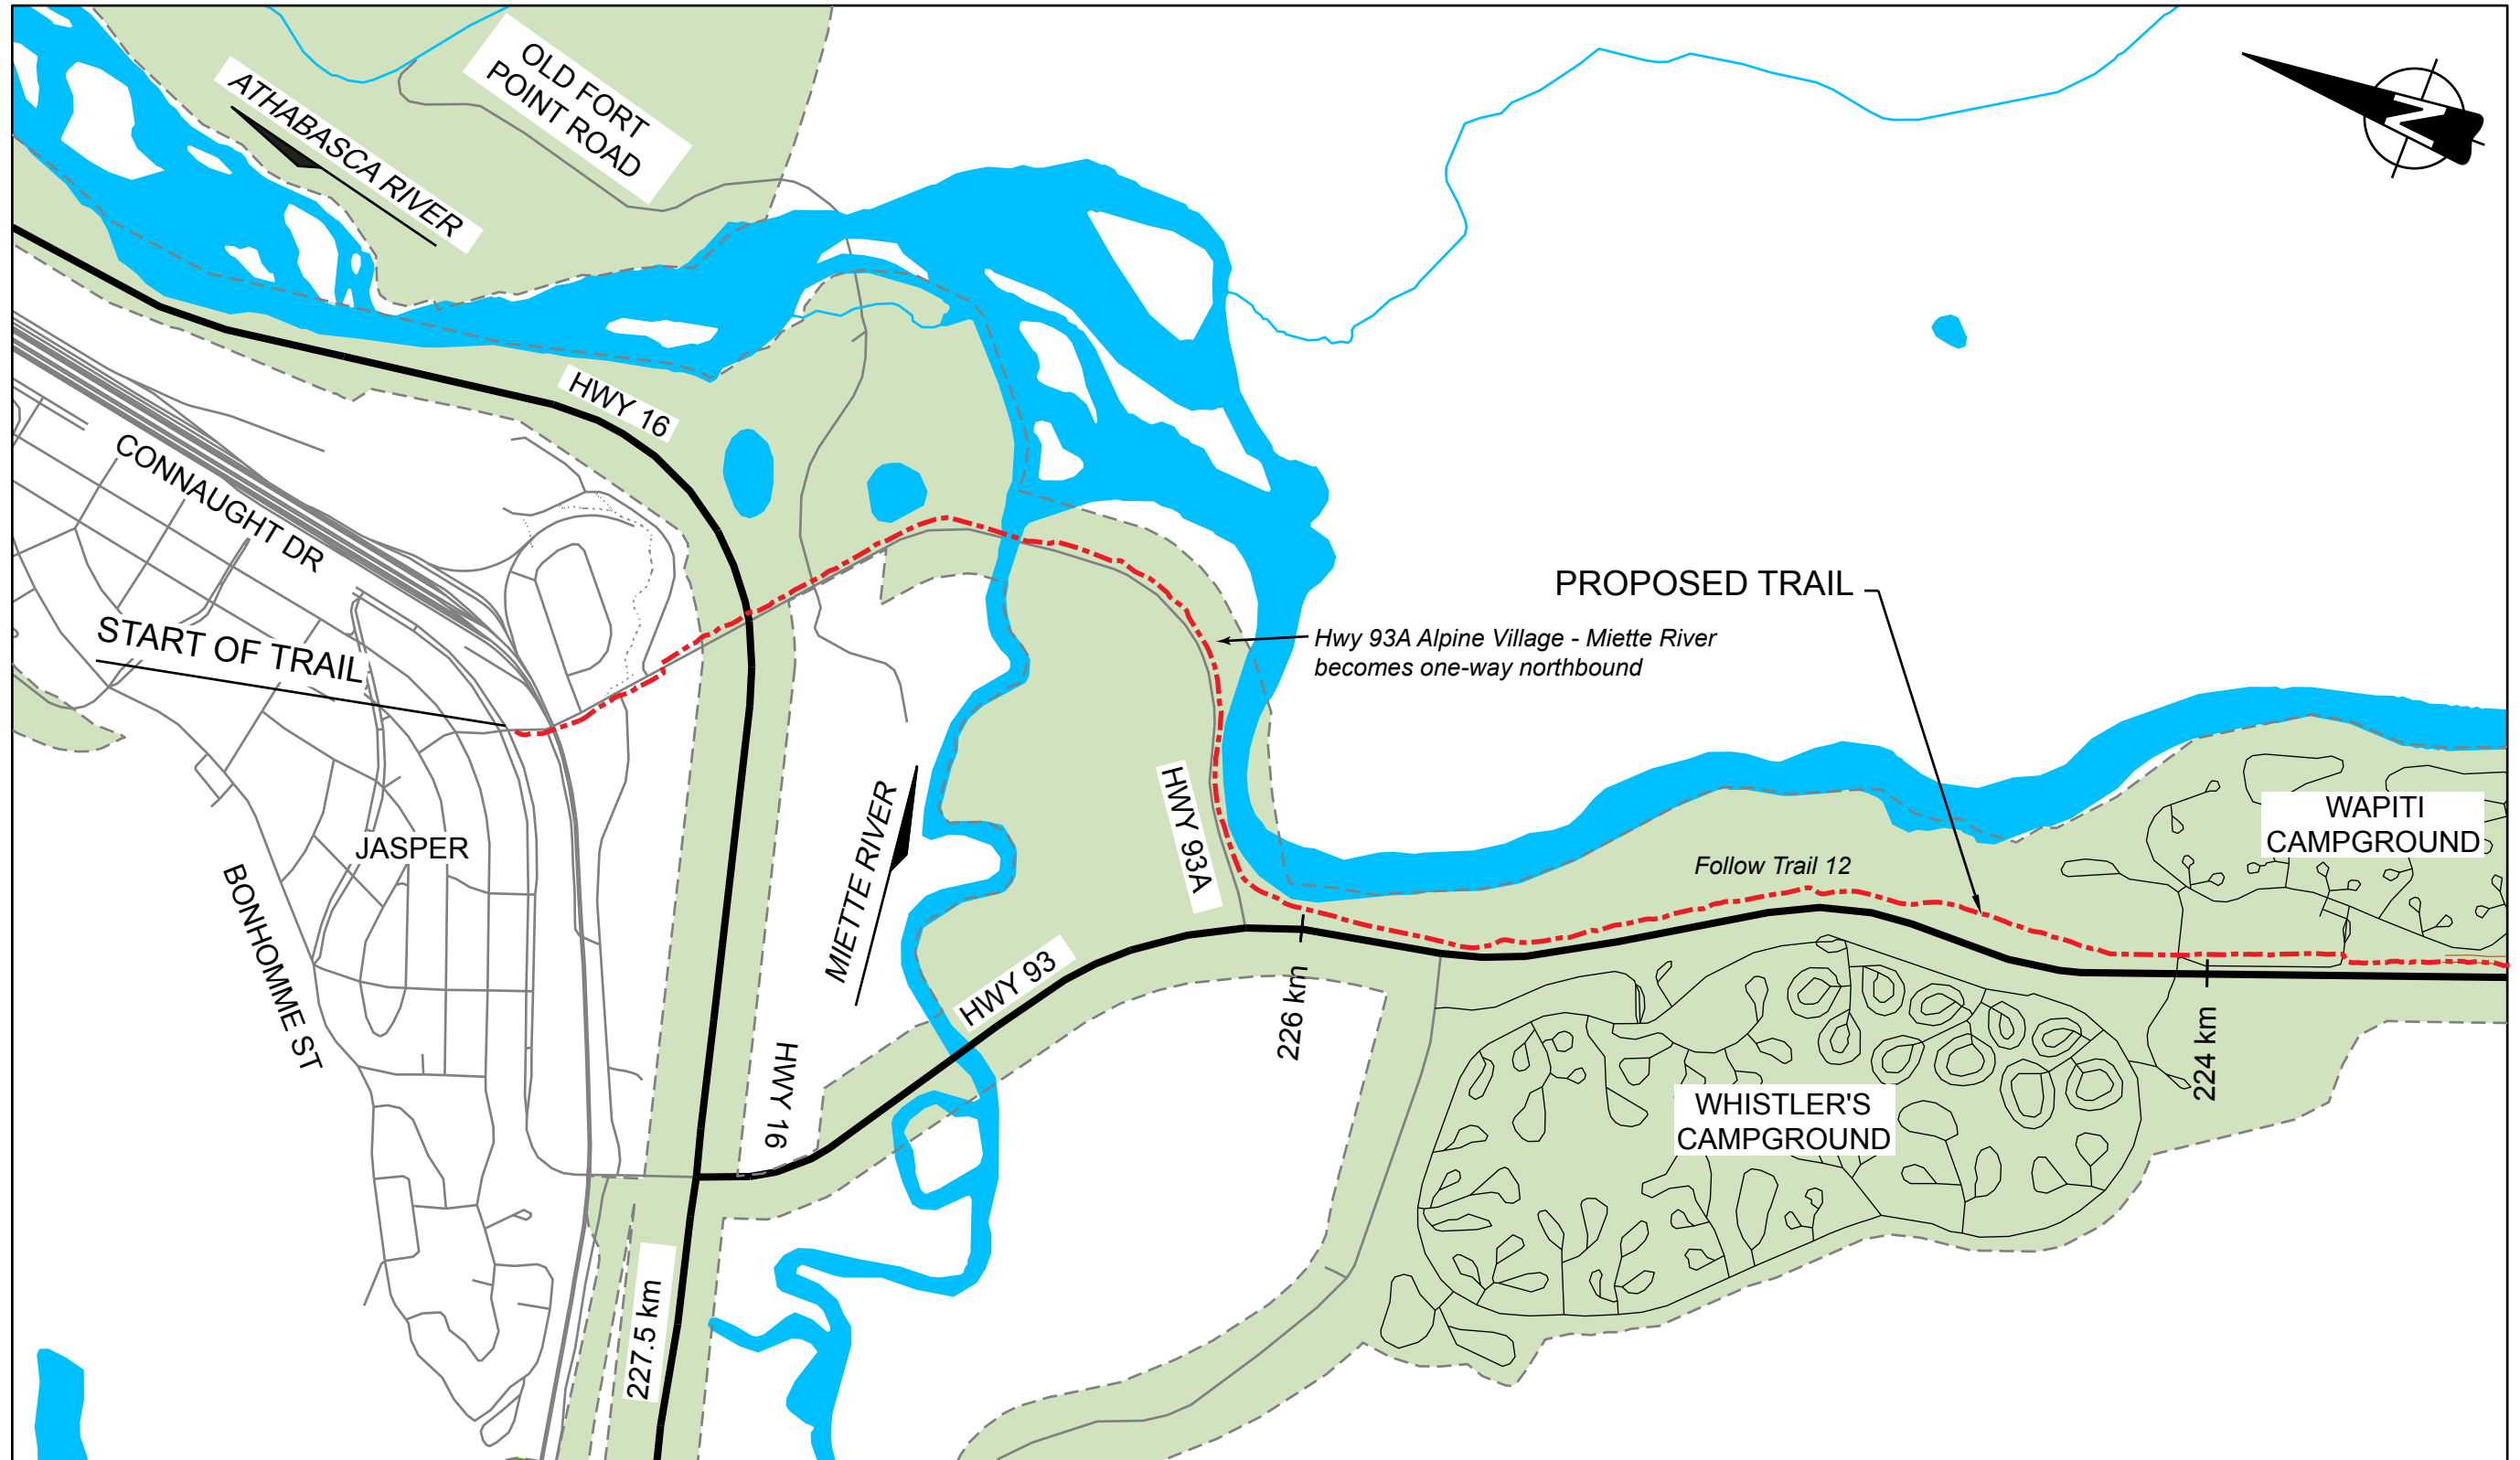 OLD FORT
POINT ROAD
ATHABASCA RIVER
N
HWY 16
CONNAUGHT DR
PROPOSED TRAIL
START OF TRAIL
Hwy 93A Alpine Village - Miette River
becomes one-way northbound
HWY 93A
WAPITI
CAMPGROUND
JASPER
MIETTE RIVER
Follow Trail 12
BONHOMME ST
HWY 93
226 km
224 km
HWY 16
WHISTLER'S
CAMPGROUND
227.5 km